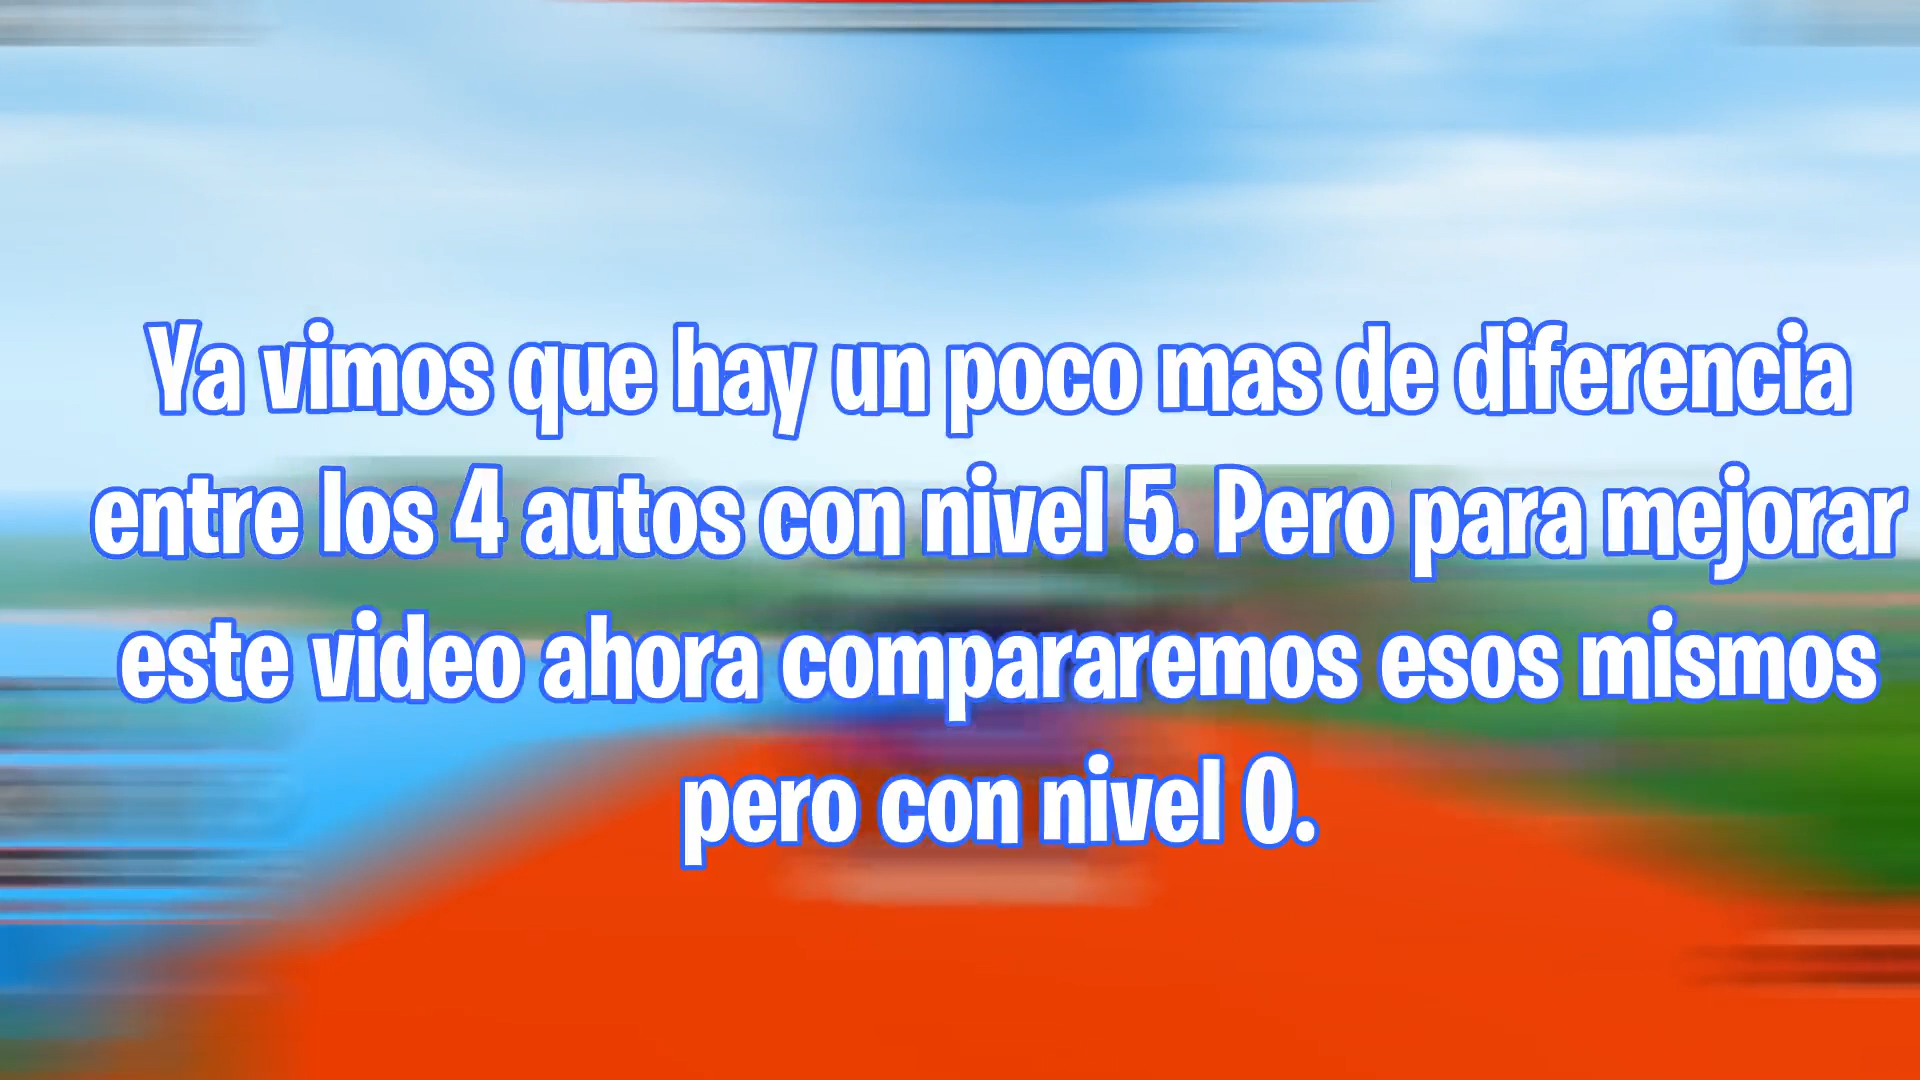 Ya vimos que hay un poco mas de diferencia
entre los 4 autos con nivel 5. Pero para mejorar
este video ahora compararemos esos mismos
pero con nivel 0.